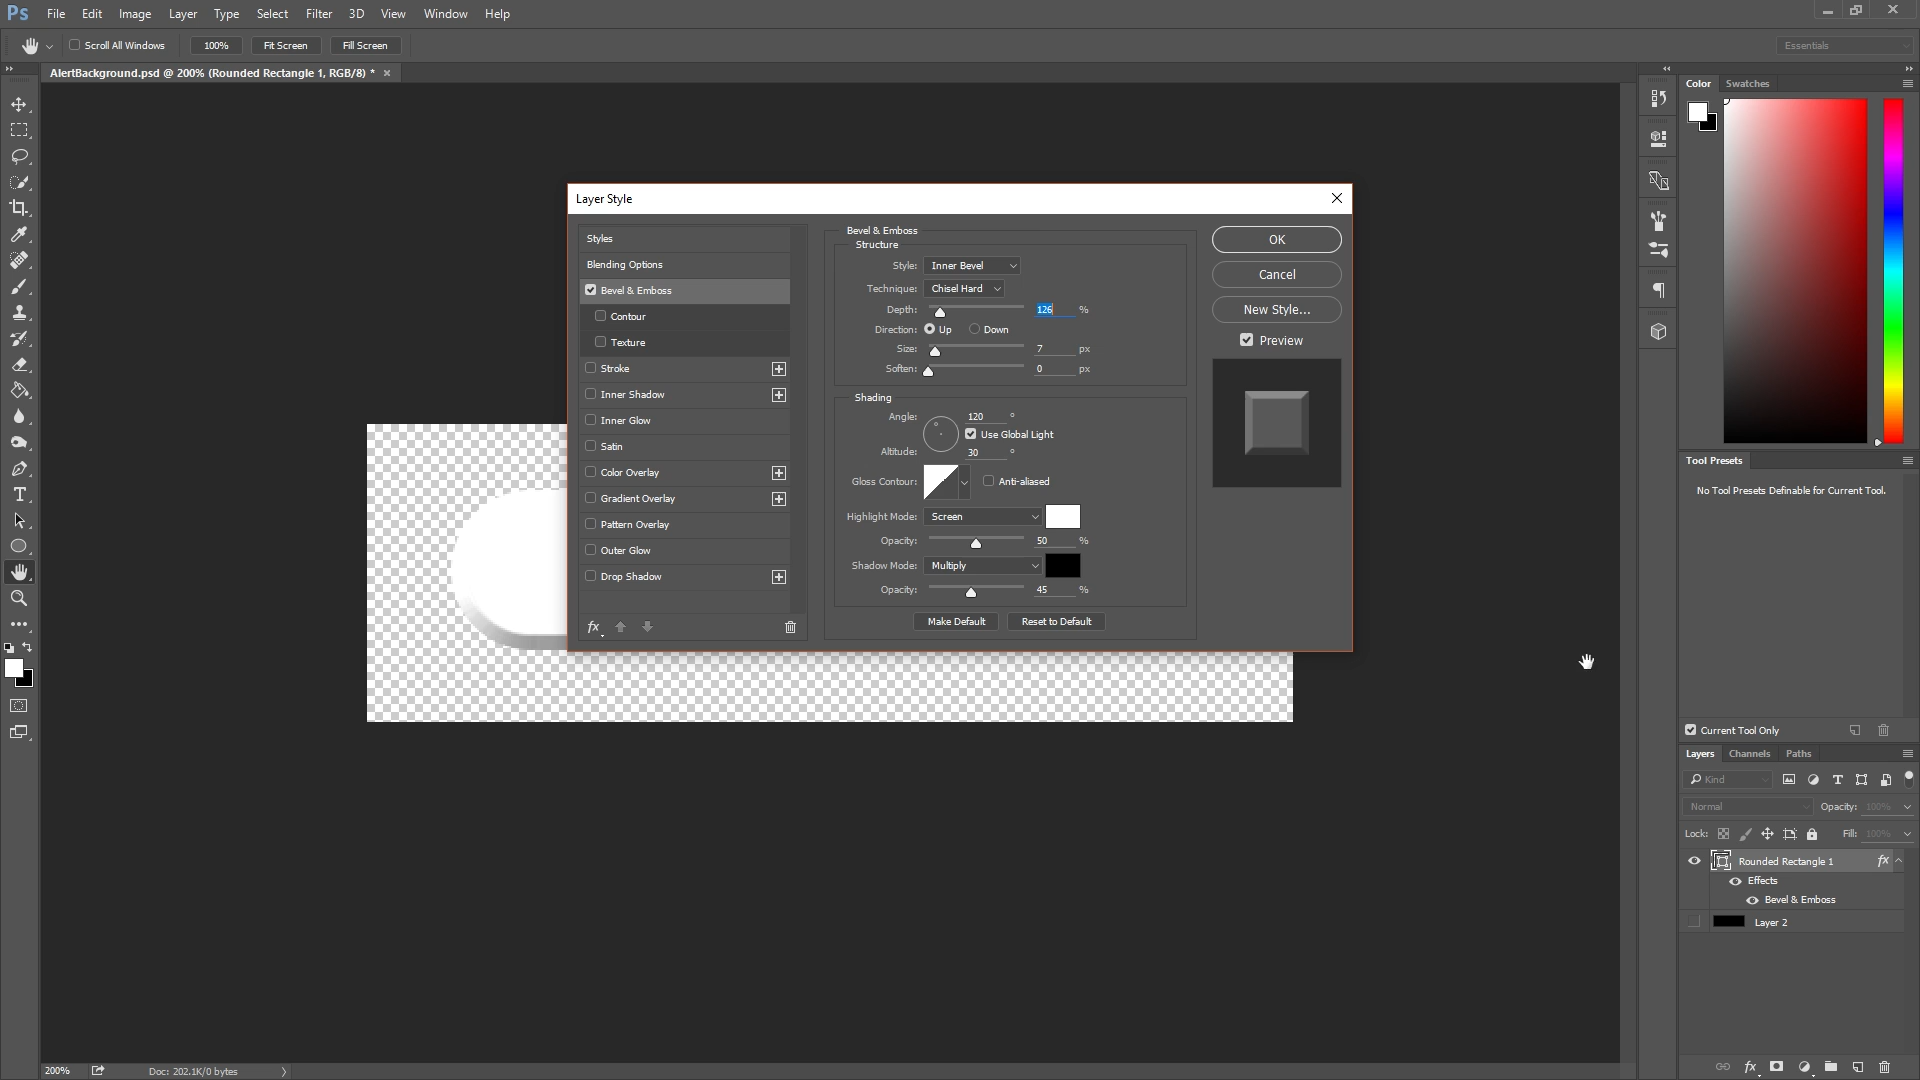 Ps File Edit Image Layer Type Select Filter 3D View Window Help
Scroll All Windows 100% Fit Screen Fill Screen Essentials
AlertBackground.psd @ 200% (Rounded Rectangle 1, RGB/8) *
Layer Style
Styles
Blending Options
Bevel & Emboss
Contour
Texture
Stroke
Inner Shadow
Inner Glow
Satin
Color Overlay
Gradient Overlay
Pattern Overlay
Outer Glow
Drop Shadow
fx
Bevel & Emboss
Structure
Style: Inner Bevel
Technique: Chisel Hard
Depth: 126 %
Direction: Up Down
Size: 7 px
Soften: 0 px
Shading
Angle: 120 °
Use Global Light
Altitude: 30 °
Gloss Contour: Anti-aliased
Highlight Mode: Screen
Opacity: 50 %
Shadow Mode: Multiply
Opacity: 45 %
Make Default Reset to Default
OK
Cancel
New Style...
Preview
Color Swatches
Tool Presets
No Tool Presets Definable for Current Tool.
Current Tool Only
Layers Channels Paths
Kind
Normal Opacity: 100%
Lock: Fill: 100%
Rounded Rectangle 1 fx
Effects
Bevel & Emboss
Layer 2
fx
200% Doc: 202.1K/0 bytes